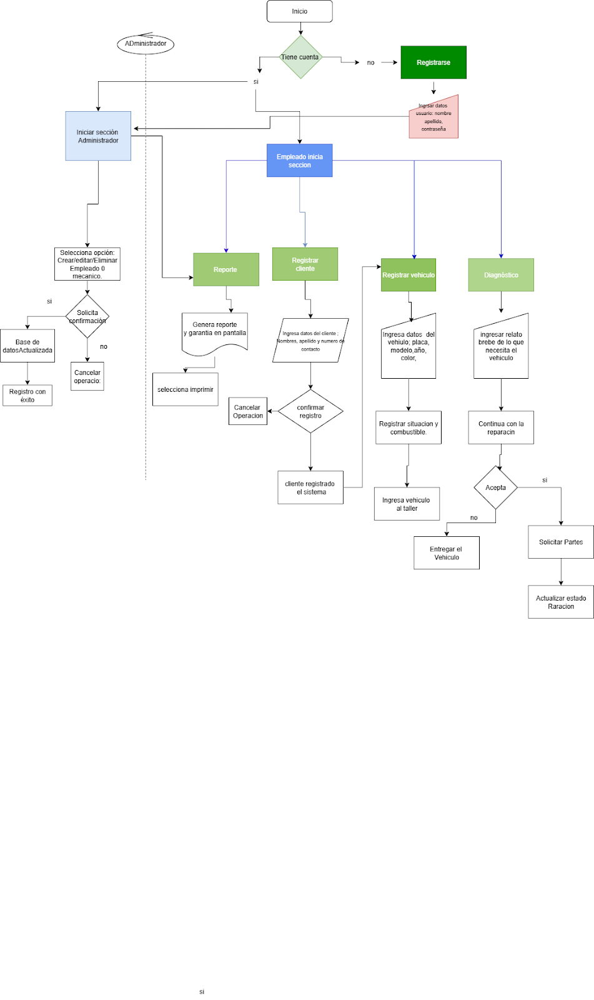 Inicio
ADministrador
Tiene cuenta
no
Registrarse
si
Ingrsar datos
usuario: nombre
apellido,
contraseña
Iniciar sección
Administrador
Empleado inicia
seccion
Selecciona opción:
Crear/editar/Eliminar
Empleado 0
mecanico.
Reporte
Registrar
cliente
Registrar vehiculo
Diagnóstico
si
Solicita
confirmación
Genera reporte
y garantia en pantalla
Ingresa datos del cliente ;
Nombres, apellido y numero de
contacto
Ingresa datos del
vehiulo; placa,
modelo,año,
color,
ingresar relato
brebe de lo que
necesita el
vehiculo
Base de
datosActualizada
no
Cancelar
operacio:
Registro con
éxito
selecciona imprimir
Cancelar
Operacion
confirmar
registro
Registrar situacion y
combustible.
Continua con la
reparacin
cliente registrado
el sistema
Ingresa vehiculo
al taller
Acepta
si
no
Entregar el
Vehiculo
Solicitar Partes
Actualizar estado
Raracion
si